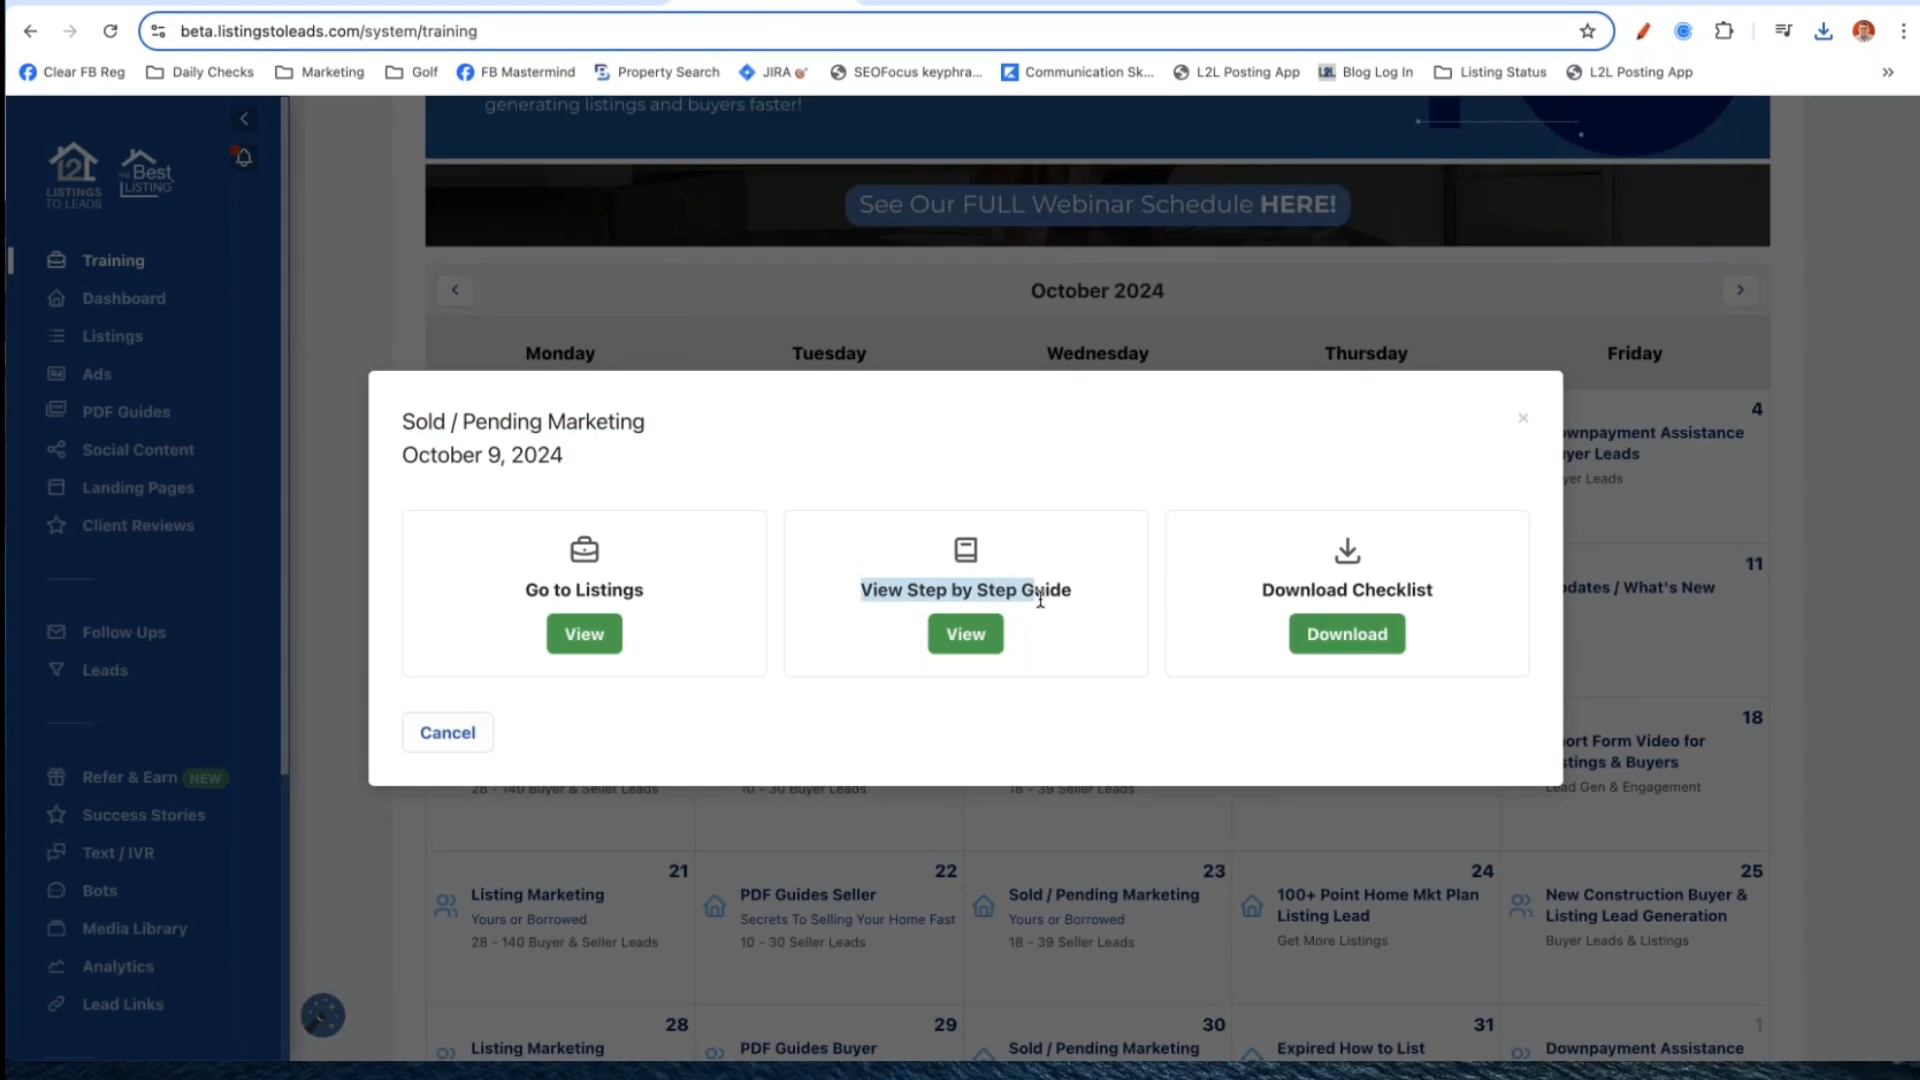 beta.listingstoleads.com/system/training
Clear FB Reg
Daily Checks
Marketing
Golf
FB Mastermind
Property Search
JIRA
SEOFocus keyphra...
Communication Sk...
L2L Posting App
L2L
Blog Log In
Listing Status
L2L Posting App
generating listings and buyers faster!
See Our FULL Webinar Schedule HERE!
LISTINGS
TO LEADS
THE Best
LISTING
Training
Dashboard
Listings
Ads
PDF Guides
Social Content
Landing Pages
Client Reviews
Follow Ups
Leads
Refer & Earn NEW
Success Stories
Text / IVR
Bots
Media Library
Analytics
Lead Links
October 2024
Monday
Tuesday
Wednesday
Thursday
Friday
Sold / Pending Marketing
October 9, 2024
Go to Listings
View
View Step by Step Guide
View
Download Checklist
Download
Cancel
4
Assistance
Leads
Leads
11
/ What's New
18
Form Video for
& Buyers
Lead Gen & Engagement
28 - 140 Buyer & Seller Leads
10 - 30 Buyer Leads
18 - 39 Seller Leads
21
Listing Marketing
Yours or Borrowed
28 - 140 Buyer & Seller Leads
22
PDF Guides Seller
Secrets To Selling Your Home Fast
10 - 30 Seller Leads
23
Sold / Pending Marketing
Yours or Borrowed
18 - 39 Seller Leads
24
100+ Point Home Mkt Plan
Listing Lead
Get More Listings
25
New Construction Buyer &
Listing Lead Generation
Buyer Leads & Listings
28
Listing Marketing
29
PDF Guides Buyer
30
Sold / Pending Marketing
31
Expired How to List
1
Downpayment Assistance